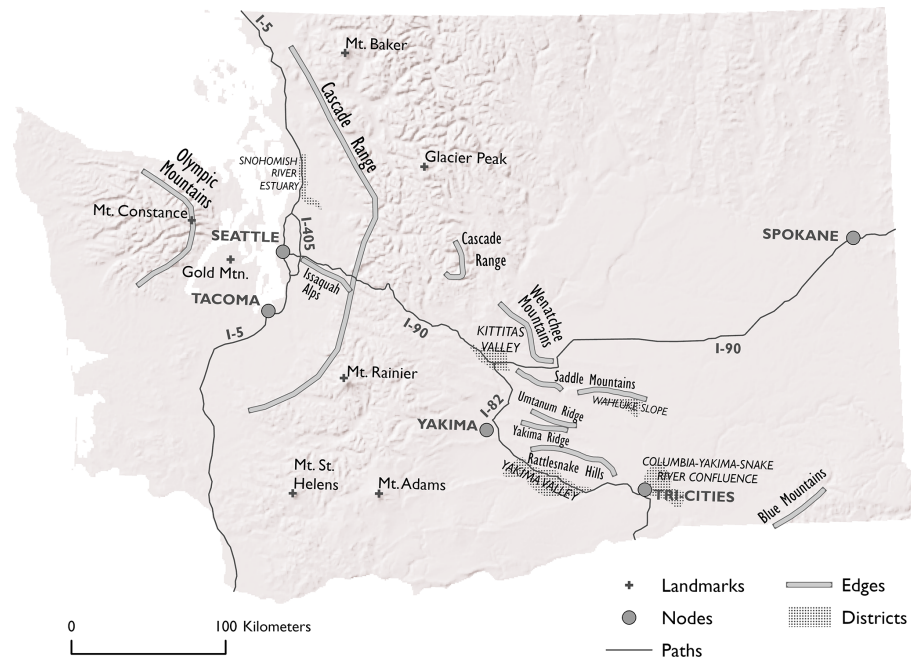 I-5
Mt. Baker
Cascade Range
Glacier Peak
SNOHOMISH
RIVER
ESTUARY
Olympic
Mountains
Mt. Constance
SEATTLE
I-405
Cascade
Range
SPOKANE
Gold Mtn.
Issaquah
Alps
TACOMA
I-5
I-90
Wenatchee
Mountains
KITTITAS
VALLEY
I-90
Mt. Rainier
Saddle Mountains
WAHLUKE SLOPE
I-82
Umtanum Ridge
YAKIMA
Yakima Ridge
Rattlesnake Hills
YAKIMA VALLEY
COLUMBIA-YAKIMA-SNAKE
RIVER CONFLUENCE
TRI-CITIES
Mt. St.
Helens
Mt. Adams
Blue Mountains
Landmarks
Edges
Nodes
Districts
Paths
0
100 Kilometers